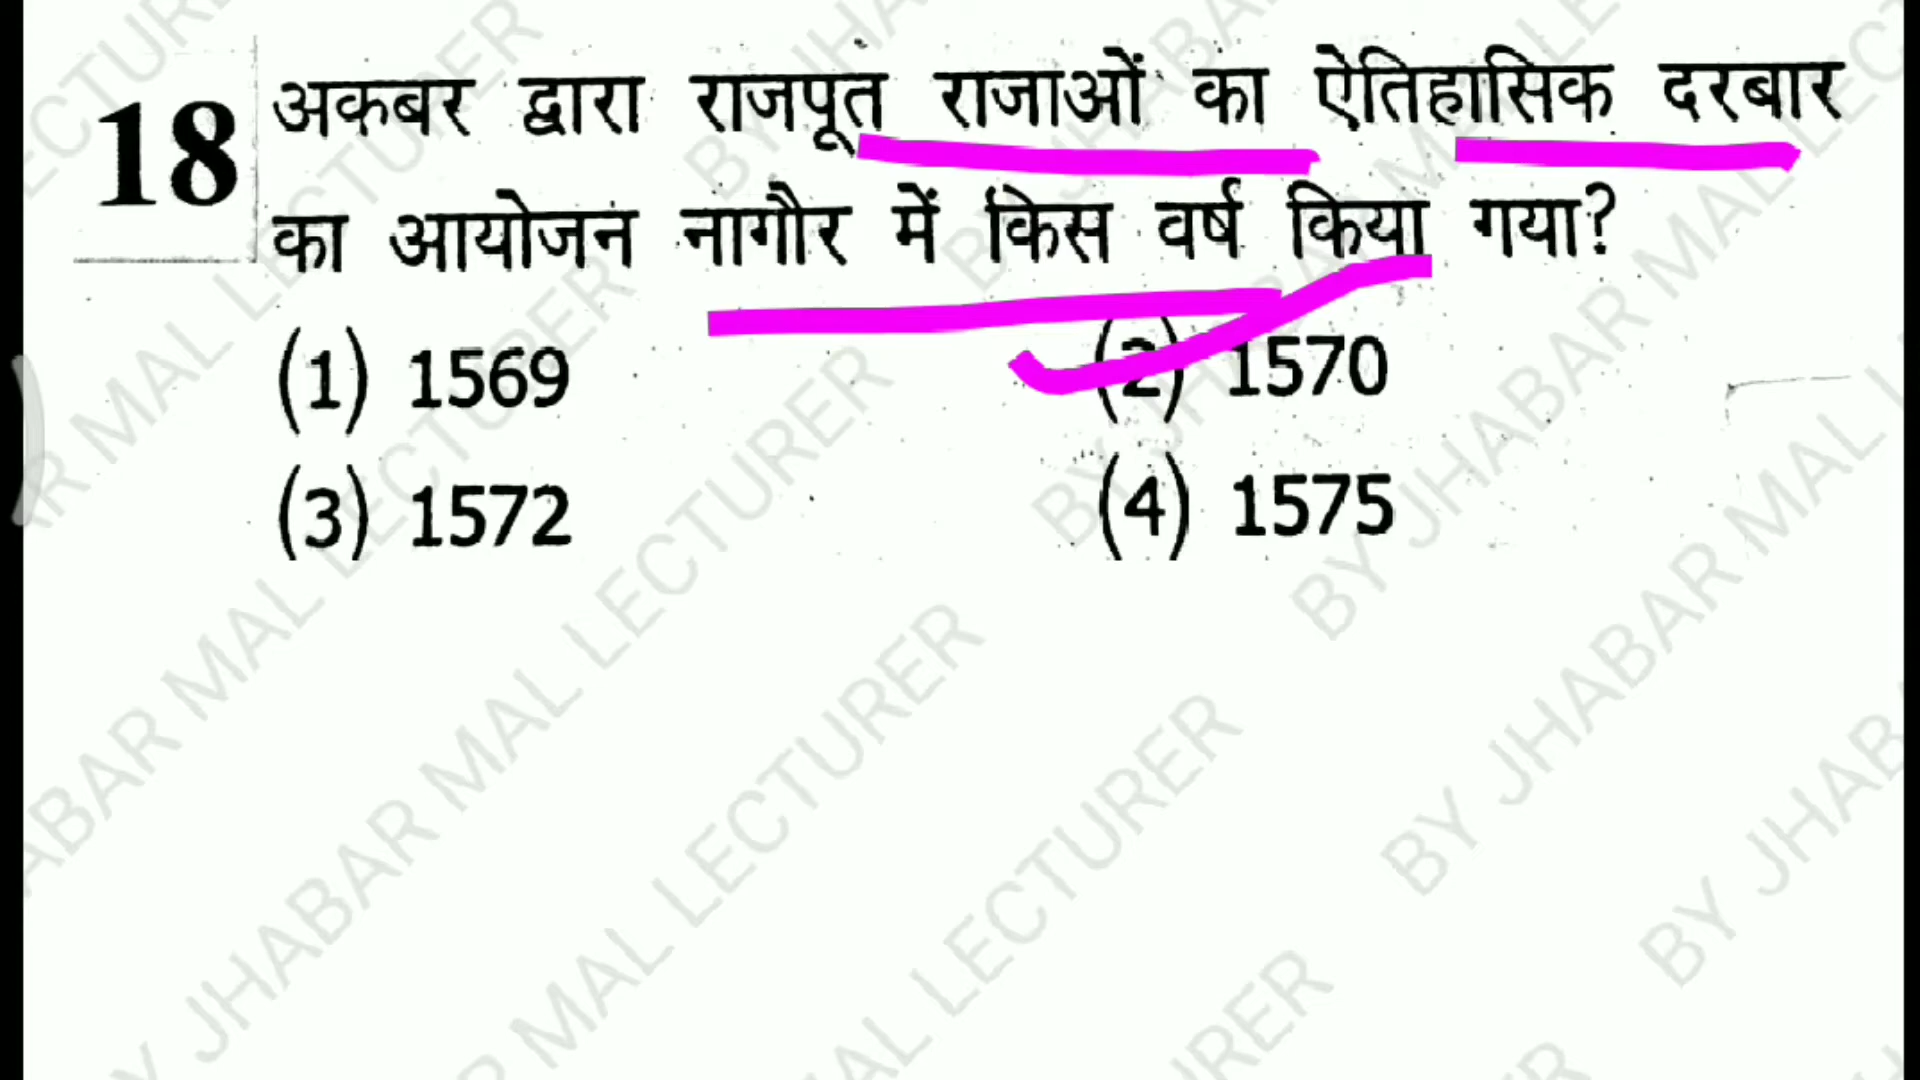 18 अकबर द्वारा राजपूत राजाओं का ऐतिहासिक दरबार
का आयोजन नागौर में किस वर्ष किया गया?
(1) 1569 (2) 1570
(3) 1572 (4) 1575
BY JHABAR MAL LECTURER